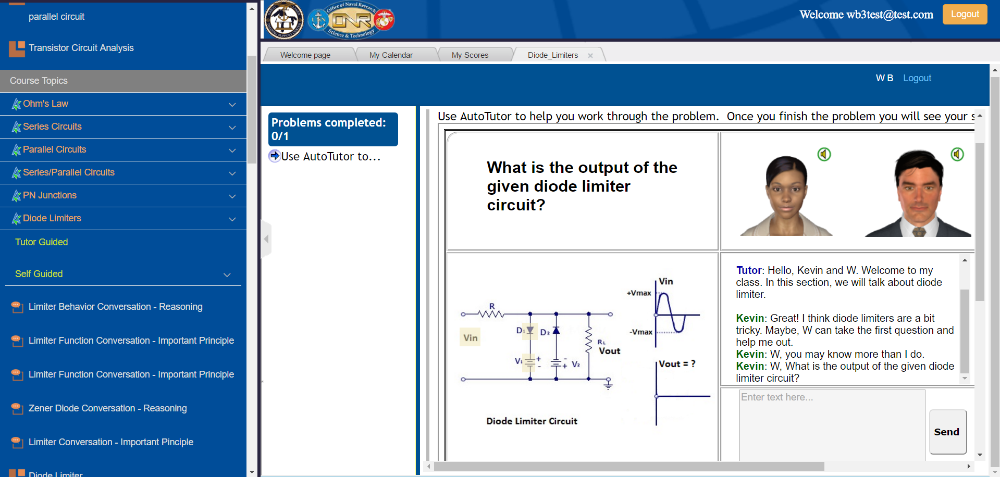 parallel circuit
Transistor Circuit Analysis
Course Topics
Ohm's Law
Series Circuits
Parallel Circuits
Series/Parallel Circuits
PN Junctions
Diode Limiters
Tutor Guided
Self Guided
Limiter Behavior Conversation - Reasoning
Limiter Function Conversation - Important Principle
Limiter Function Conversation - Important Principle
Zener Diode Conversation - Reasoning
Limiter Conversation - Important Pinciple
Diode Limiter
Office of Naval Research
ONR
Science & Technology
Welcome wb3test@test.com
Logout
Welcome page
My Calendar
My Scores
Diode_Limiters
W B
Logout
Problems completed:
0/1
Use AutoTutor to...
Use AutoTutor to help you work through the problem. Once you finish the problem you will see your s
What is the output of the
given diode limiter
circuit?
R
D1
D2
Vin
V1
+
-
-
+
V2
RL
Vout
Vin
+Vmax
-Vmax
Vout = ?
Diode Limiter Circuit
Tutor: Hello, Kevin and W. Welcome to my
class. In this section, we will talk about diode
limiter.
Kevin: Great! I think diode limiters are a bit
tricky. Maybe, W can take the first question and
help me out.
Kevin: W, you may know more than I do.
Kevin: W, What is the output of the given diode
limiter circuit?
Enter text here...
Send